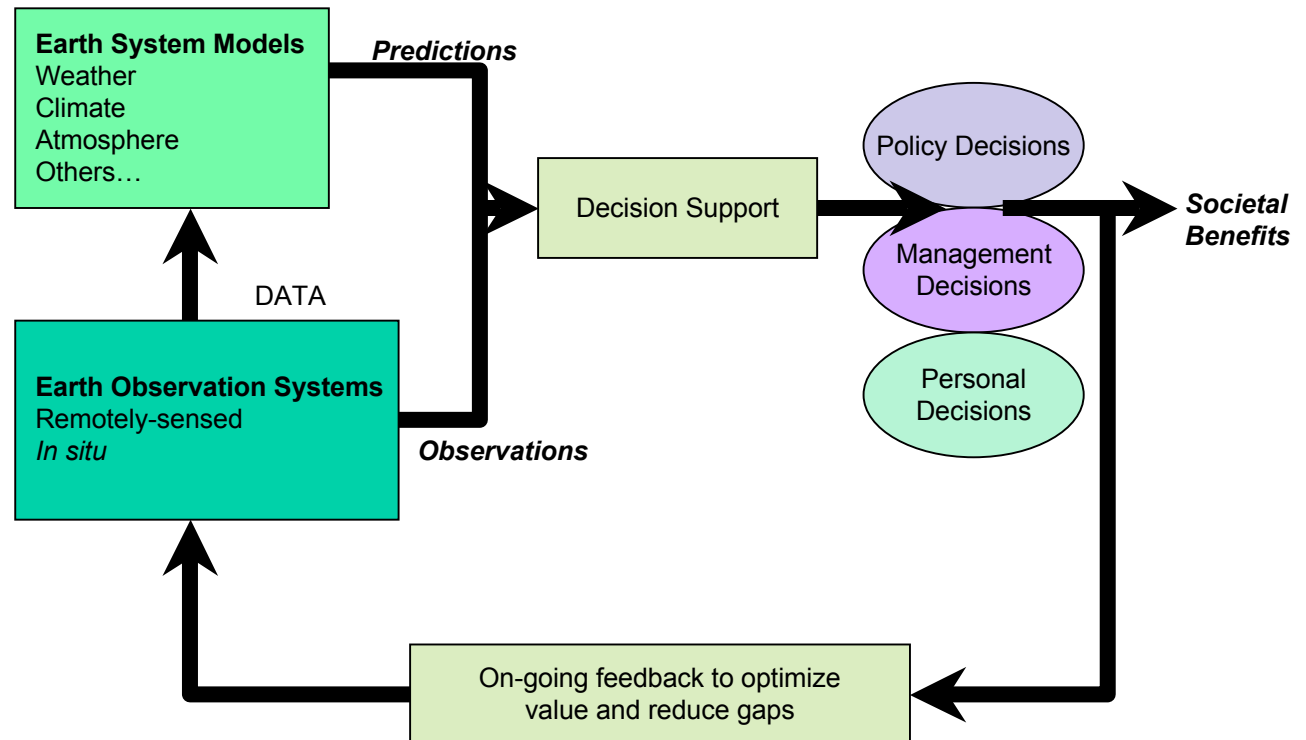 Earth System Models
Weather
Climate
Atmosphere
Others…
Predictions
Policy Decisions
Decision Support
Societal
Benefits
Management
Decisions
DATA
Earth Observation Systems
Remotely-sensed
In situ
Personal
Decisions
Observations
On-going feedback to optimize
value and reduce gaps